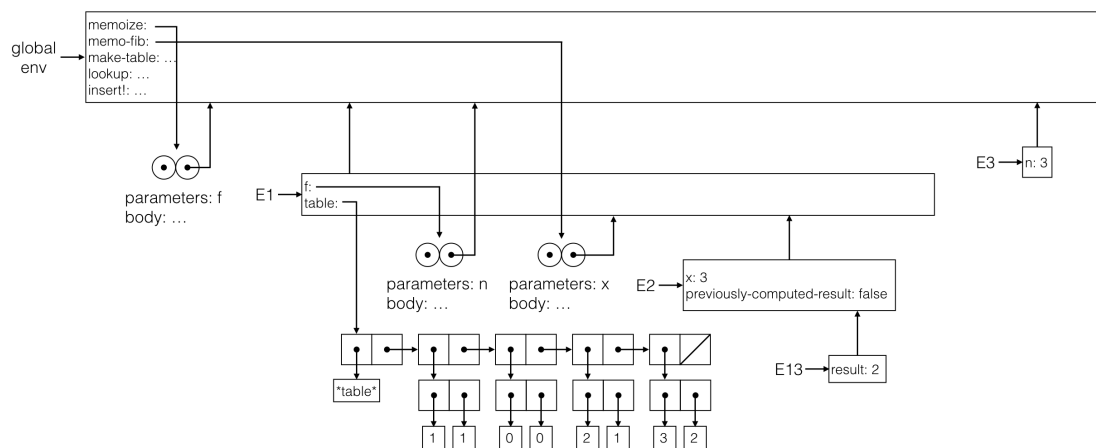 global
env
memoize:
memo-fib:
make-table: …
lookup: …
insert!: …
parameters: f
body: …
E1
f:
table:
E3
n: 3
parameters: n
body: …
parameters: x
body: …
E2
x: 3
previously-computed-result: false
E13
result: 2
*table*
1 1 0 0 2 1 3 2